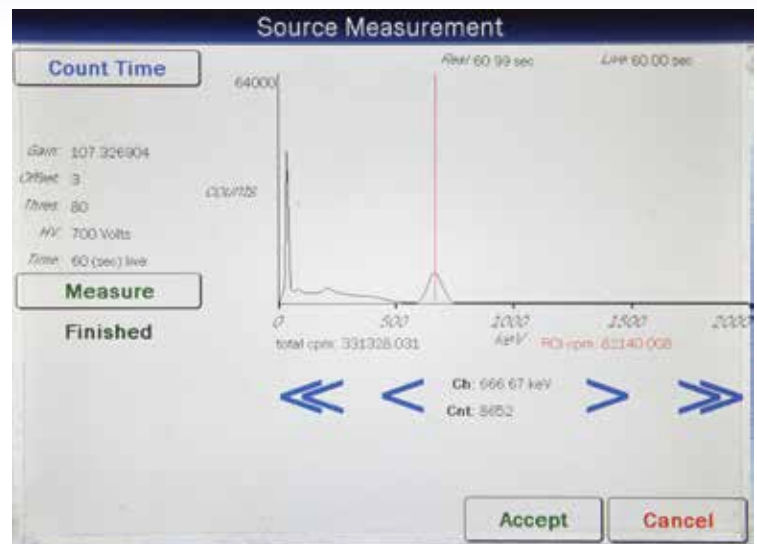 Source Measurement
Count Time
Real 60.99 sec
Live 60.00 sec
64000
Gain: 107.326904
Offset: 3
Thres: 80
HV: 700 Volts
Time: 60 (sec) live
counts
Measure
Finished
0 500 1000 1500 2000
keV
total cpm: 331328.031
ROI cpm: 82140.008
Ch: 666.67 keV
Cnt: 8652
Accept
Cancel